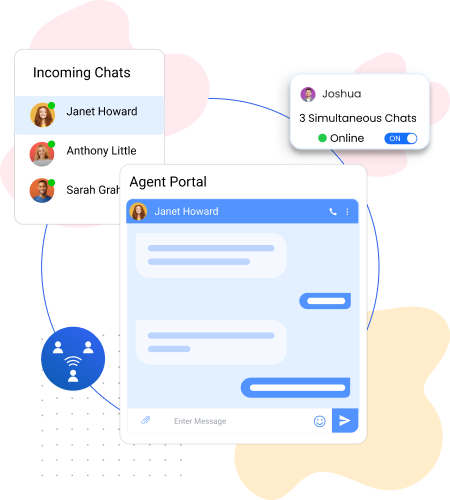 Incoming Chats
Janet Howard
Anthony Little
Sarah Grah
Joshua
3 Simultaneous Chats
Online
ON
Agent Portal
Janet Howard
Enter Message